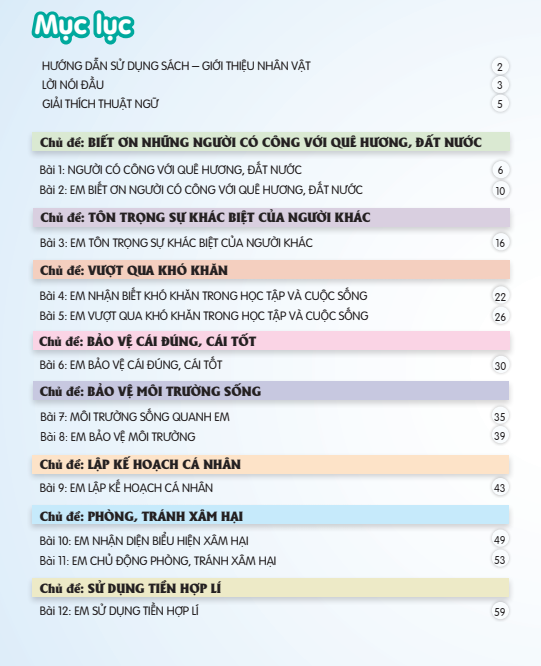 Mục lục
HƯỚNG DẪN SỬ DỤNG SÁCH – GIỚI THIỆU NHÂN VẬT 2
LỜI NÓI ĐẦU 3
GIẢI THÍCH THUẬT NGỮ 5
Chủ đề: BIẾT ƠN NHỮNG NGƯỜI CÓ CÔNG VỚI QUÊ HƯƠNG, ĐẤT NƯỚC
Bài 1: NGƯỜI CÓ CÔNG VỚI QUÊ HƯƠNG, ĐẤT NƯỚC 6
Bài 2: EM BIẾT ƠN NGƯỜI CÓ CÔNG VỚI QUÊ HƯƠNG, ĐẤT NƯỚC 10
Chủ đề: TÔN TRỌNG SỰ KHÁC BIỆT CỦA NGƯỜI KHÁC
Bài 3: EM TÔN TRỌNG SỰ KHÁC BIỆT CỦA NGƯỜI KHÁC 16
Chủ đề: VƯỢT QUA KHÓ KHĂN
Bài 4: EM NHẬN BIẾT KHÓ KHĂN TRONG HỌC TẬP VÀ CUỘC SỐNG 22
Bài 5: EM VƯỢT QUA KHÓ KHĂN TRONG HỌC TẬP VÀ CUỘC SỐNG 26
Chủ đề: BẢO VỆ CÁI ĐÚNG, CÁI TỐT
Bài 6: EM BẢO VỆ CÁI ĐÚNG, CÁI TỐT 30
Chủ đề: BẢO VỆ MÔI TRƯỜNG SỐNG
Bài 7: MÔI TRƯỜNG SỐNG QUANH EM 35
Bài 8: EM BẢO VỆ MÔI TRƯỜNG 39
Chủ đề: LẬP KẾ HOẠCH CÁ NHÂN
Bài 9: EM LẬP KẾ HOẠCH CÁ NHÂN 43
Chủ đề: PHÒNG, TRÁNH XÂM HẠI
Bài 10: EM NHẬN DIỆN BIỂU HIỆN XÂM HẠI 49
Bài 11: EM CHỦ ĐỘNG PHÒNG, TRÁNH XÂM HẠI 53
Chủ đề: SỬ DỤNG TIỀN HỢP LÍ
Bài 12: EM SỬ DỤNG TIỀN HỢP LÍ 59